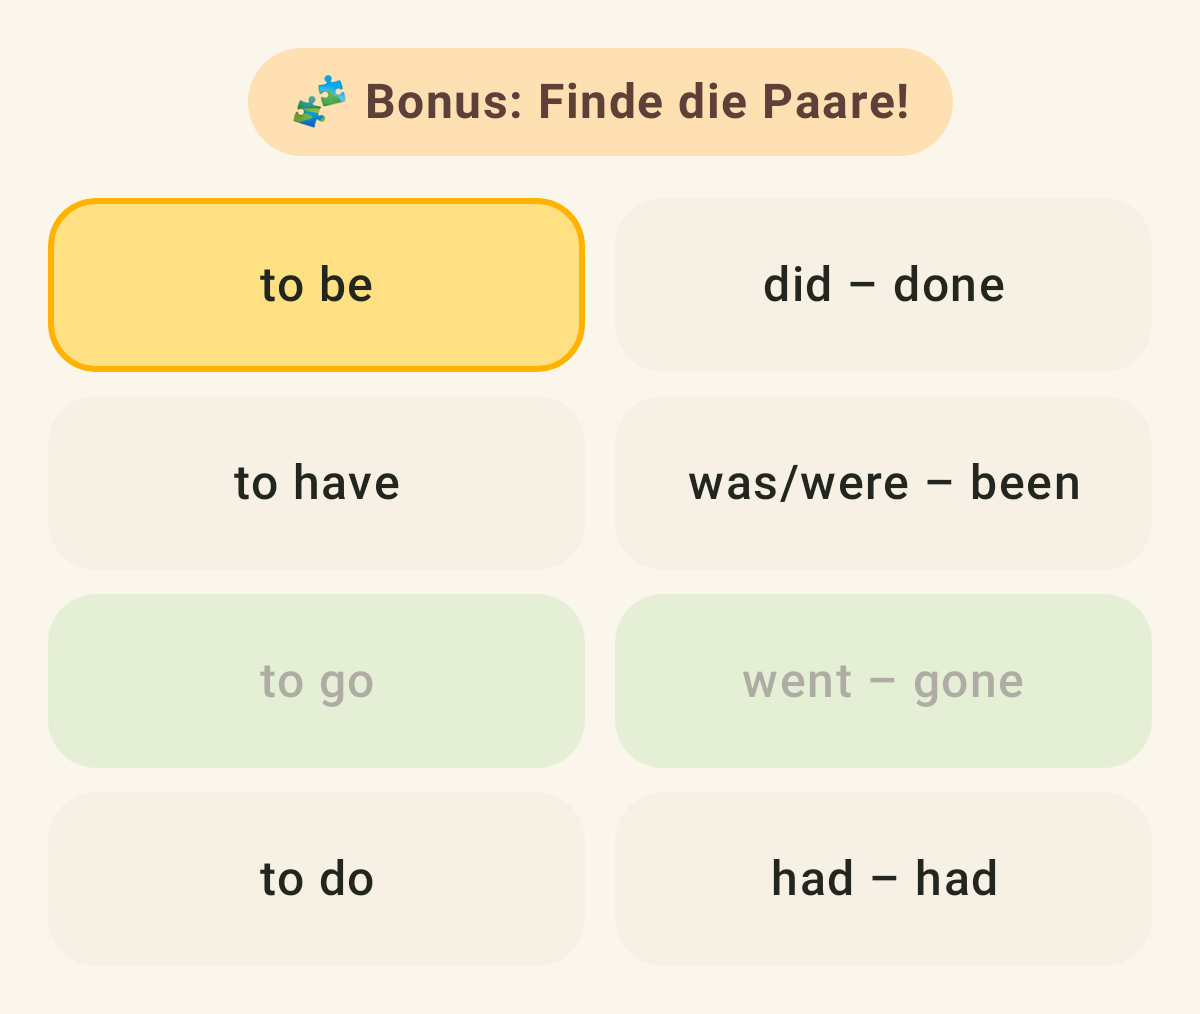 Bonus: Finde die Paare!
to be
did – done
to have
was/were – been
to go
went – gone
to do
had – had